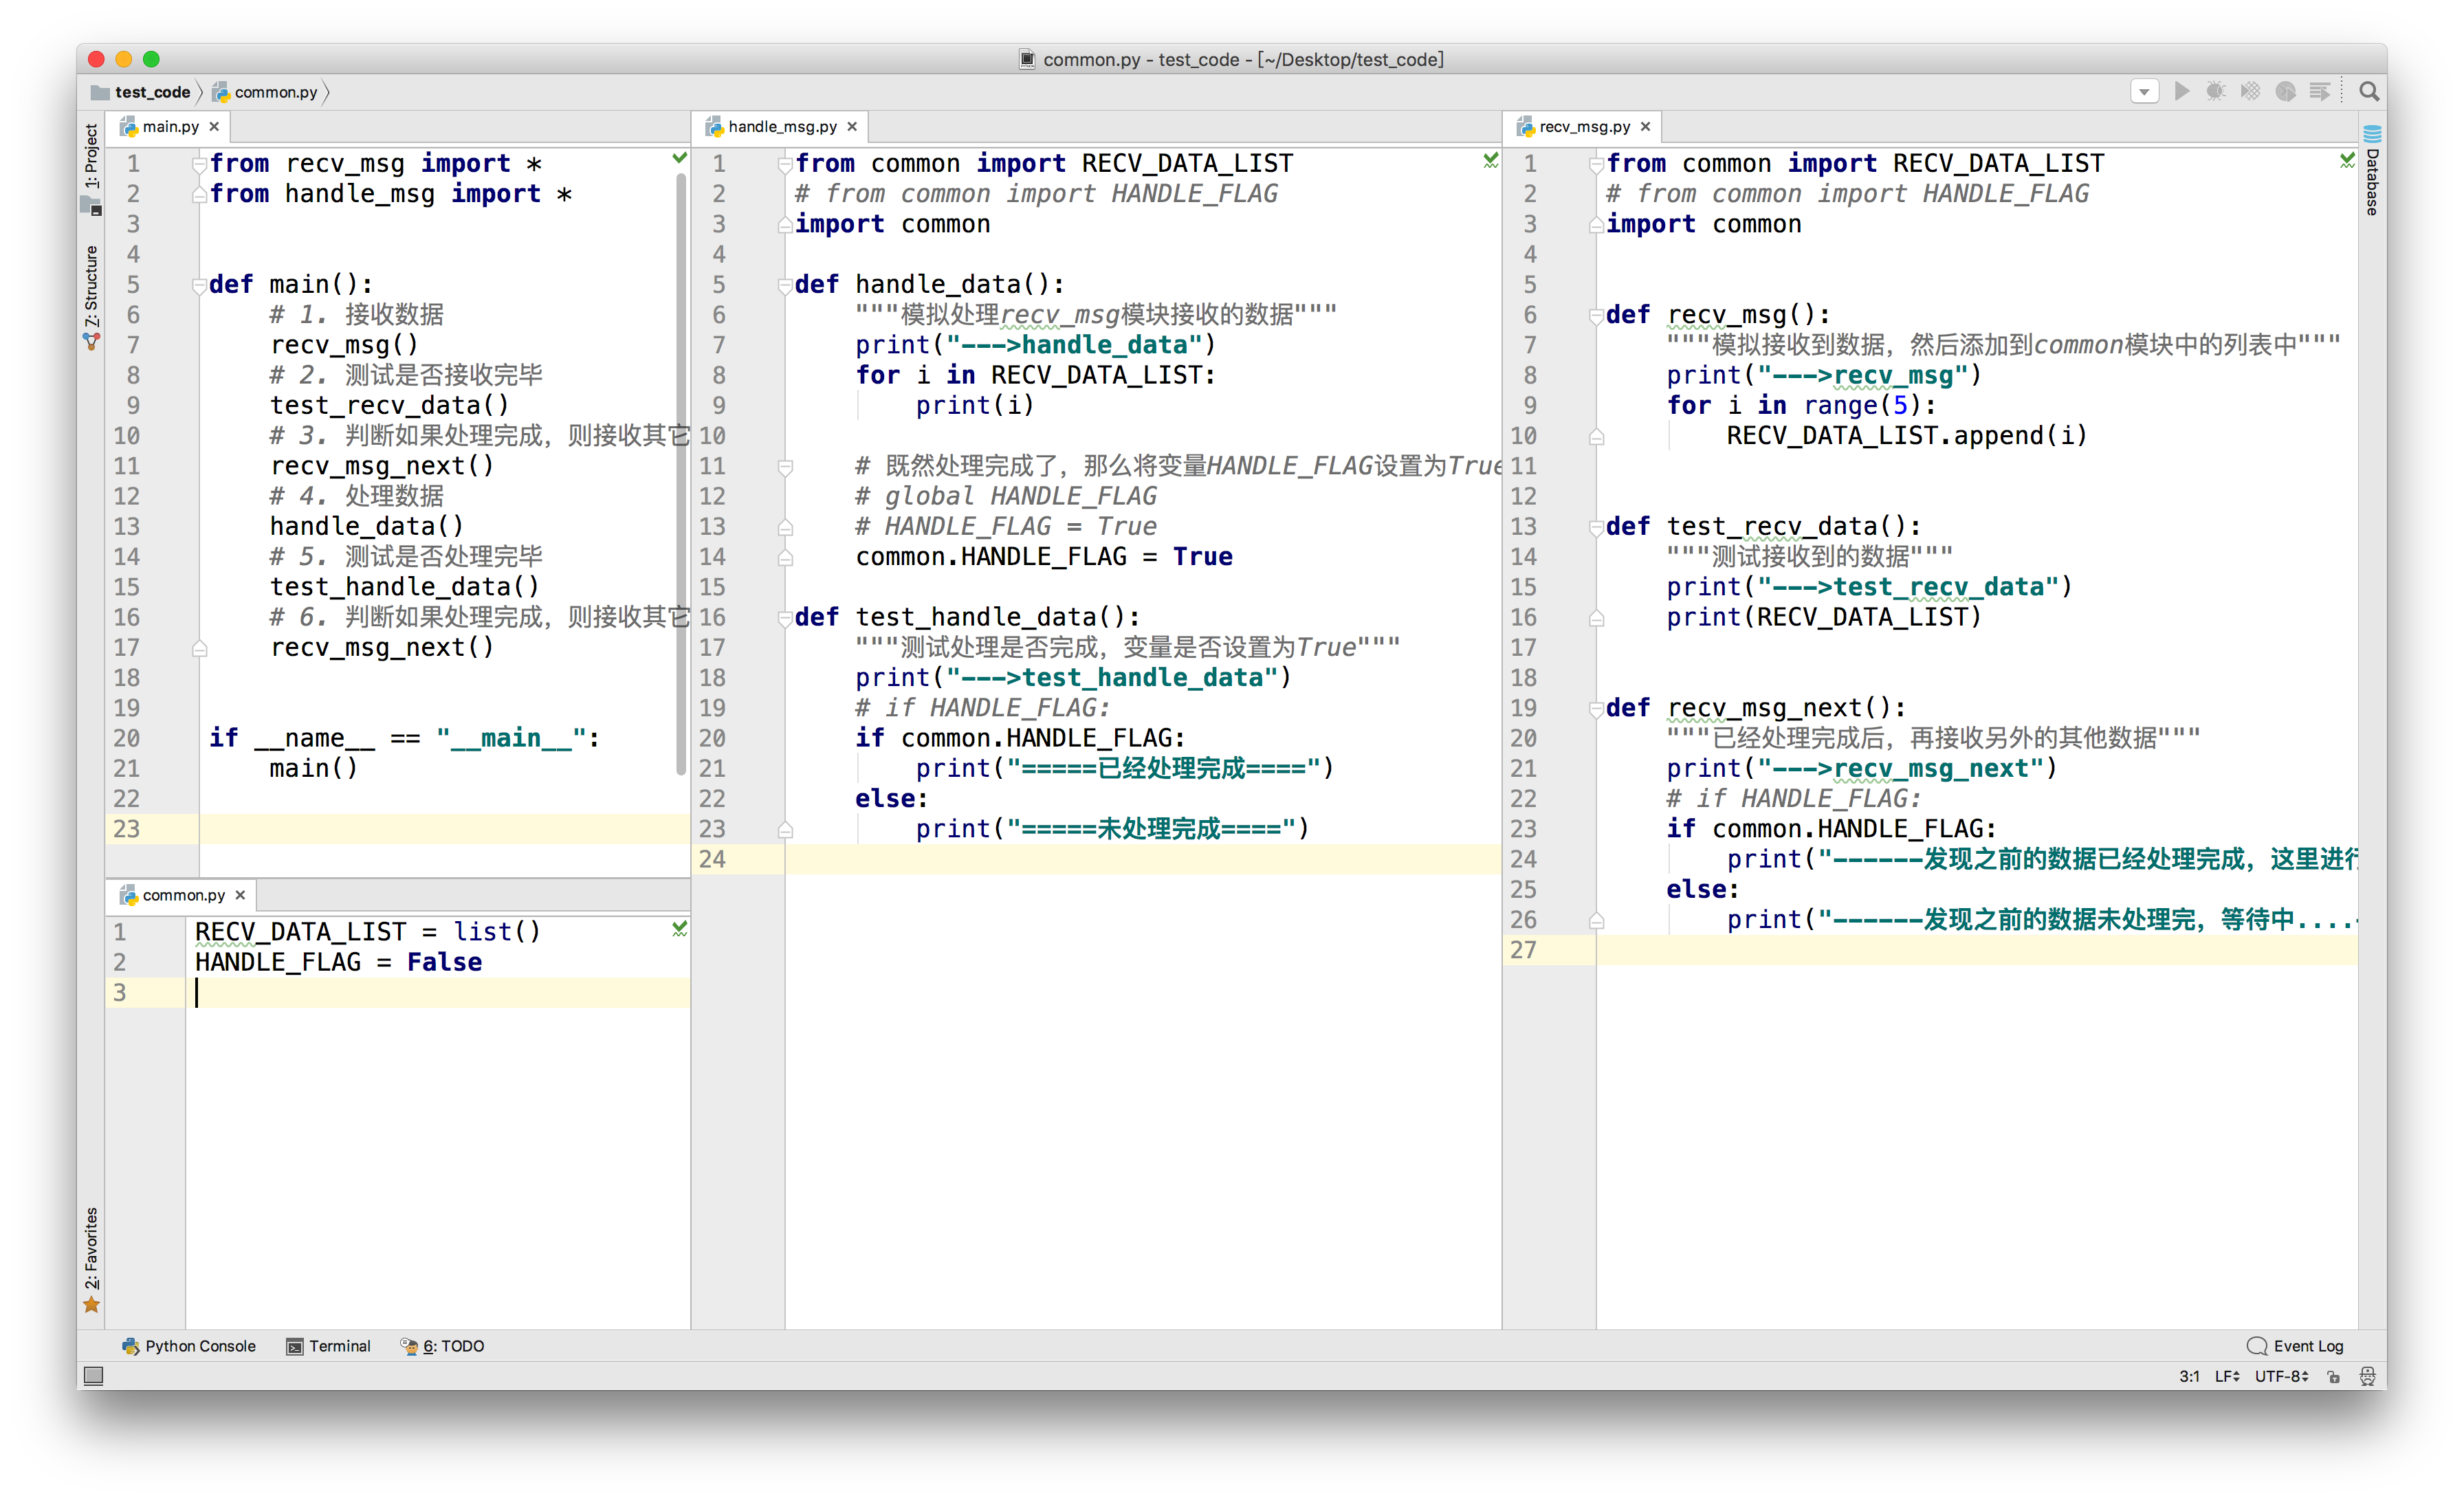 common.py - test_code - [~/Desktop/test_code]
test_code
common.py
1: Project
7: Structure
2: Favorites
main.py
1 from recv_msg import *
2 from handle_msg import *
3
4
5 def main():
6 # 1. 接收数据
7 recv_msg()
8 # 2. 测试是否接收完毕
9 test_recv_data()
10 # 3. 判断如果处理完成，则接收其它
11 recv_msg_next()
12 # 4. 处理数据
13 handle_data()
14 # 5. 测试是否处理完毕
15 test_handle_data()
16 # 6. 判断如果处理完成，则接收其它
17 recv_msg_next()
18
19
20 if __name__ == "__main__":
21 main()
22
23
common.py
1 RECV_DATA_LIST = list()
2 HANDLE_FLAG = False
3
handle_msg.py
1 from common import RECV_DATA_LIST
2 # from common import HANDLE_FLAG
3 import common
4
5 def handle_data():
6 """模拟处理recv_msg模块接收的数据"""
7 print("--->handle_data")
8 for i in RECV_DATA_LIST:
9 print(i)
10
11 # 既然处理完成了，那么将变量HANDLE_FLAG设置为True
12 # global HANDLE_FLAG
13 # HANDLE_FLAG = True
14 common.HANDLE_FLAG = True
15
16 def test_handle_data():
17 """测试处理是否完成，变量是否设置为True"""
18 print("--->test_handle_data")
19 # if HANDLE_FLAG:
20 if common.HANDLE_FLAG:
21 print("=====已经处理完成====")
22 else:
23 print("=====未处理完成====")
24
recv_msg.py
1 from common import RECV_DATA_LIST
2 # from common import HANDLE_FLAG
3 import common
4
5
6 def recv_msg():
7 """模拟接收到数据，然后添加到common模块中的列表中"""
8 print("--->recv_msg")
9 for i in range(5):
10 RECV_DATA_LIST.append(i)
11
12
13 def test_recv_data():
14 """测试接收到的数据"""
15 print("--->test_recv_data")
16 print(RECV_DATA_LIST)
17
18
19 def recv_msg_next():
20 """已经处理完成后，再接收另外的其他数据"""
21 print("--->recv_msg_next")
22 # if HANDLE_FLAG:
23 if common.HANDLE_FLAG:
24 print("------发现之前的数据已经处理完成，这里进行
25 else:
26 print("------发现之前的数据未处理完，等待中....
27
Database
Python Console
Terminal
6: TODO
Event Log
3:1 LF UTF-8